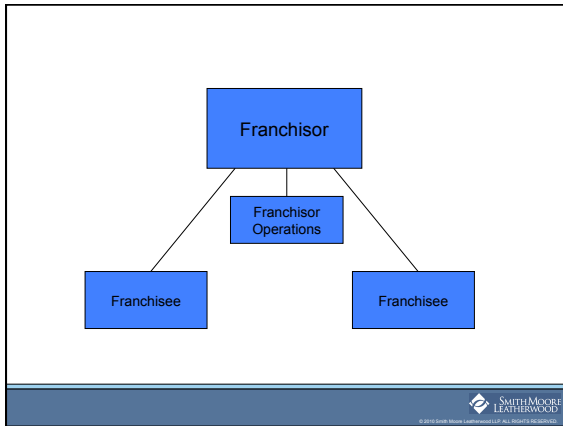 Franchisor
Franchisor
Operations
Franchisee
Franchisee
SMITH MOORE
LEATHERWOOD
© 2010 Smith Moore Leatherwood LLP. ALL RIGHTS RESERVED.